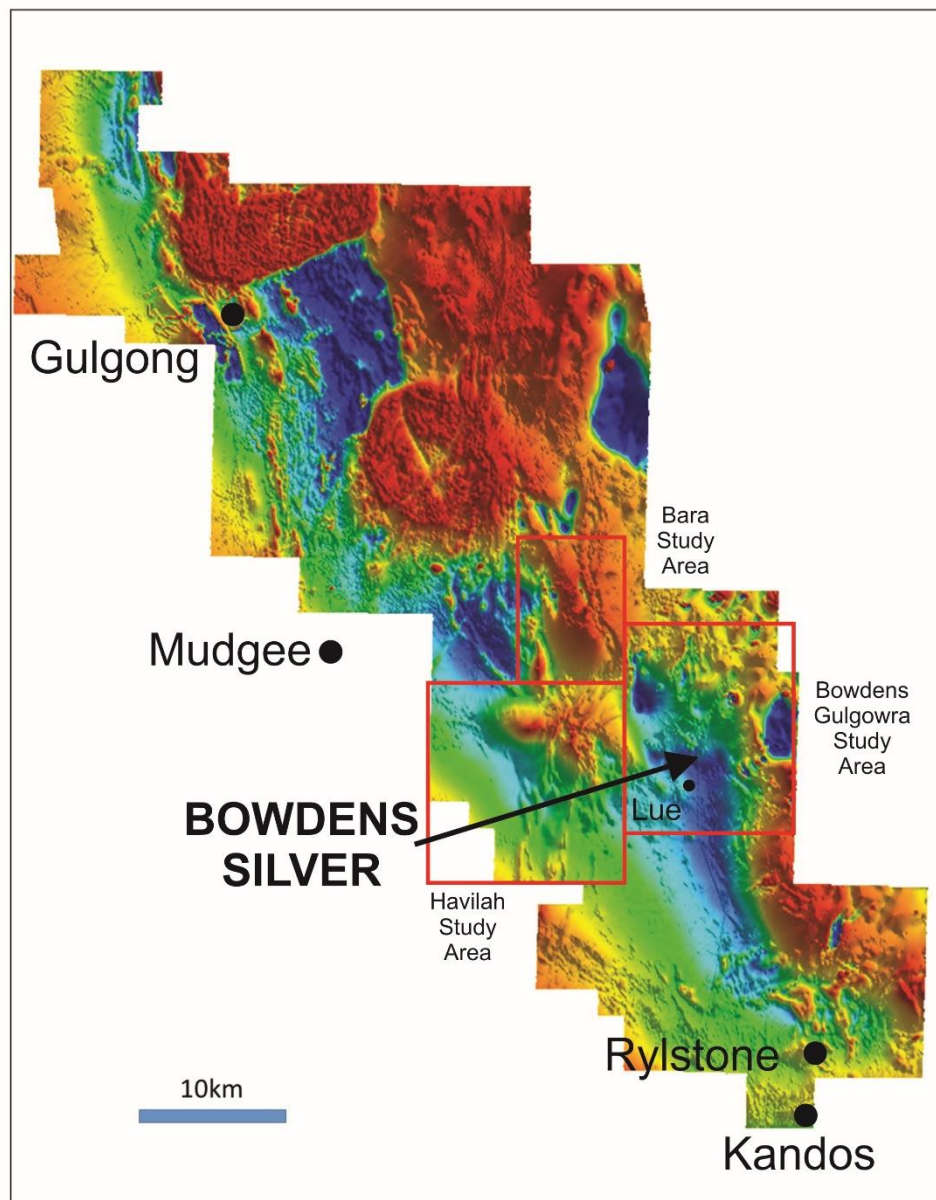 Gulgong
Bara
Study
Area
Mudgee
Bowdens
Gulgowra
Study
Area
Lue
BOWDENS
SILVER
Havilah
Study
Area
Rylstone
10km
Kandos